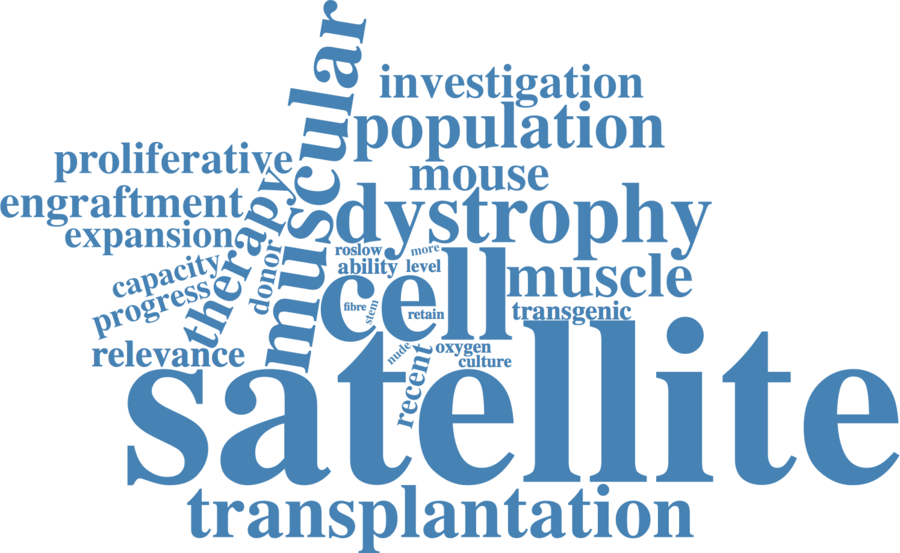 muscular
investigation
population
proliferative
mouse
therapy
engraftment
dystrophy
expansion
donor
roslow
more
capacity
ability
level
cell
muscle
progress
fibre
stem
retain
transgenic
relevance
nude
oxygen
recent
culture
satellite
transplantation